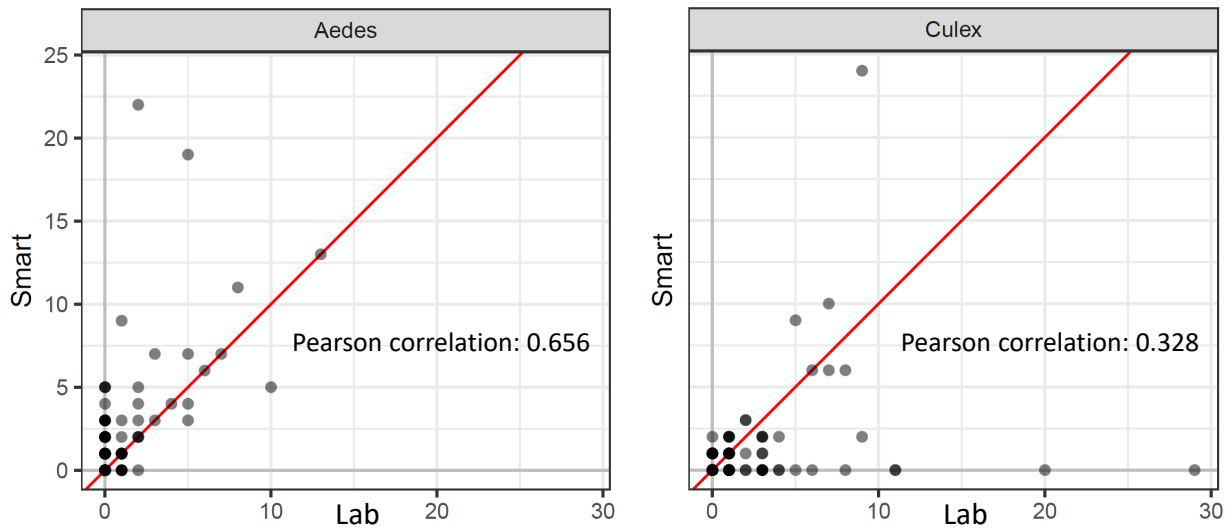 Aedes
25
20
15
10
5
0
Smart
Pearson correlation: 0.656
0 10 20 30
Lab
Culex
Smart
Pearson correlation: 0.328
0 10 20 30
Lab